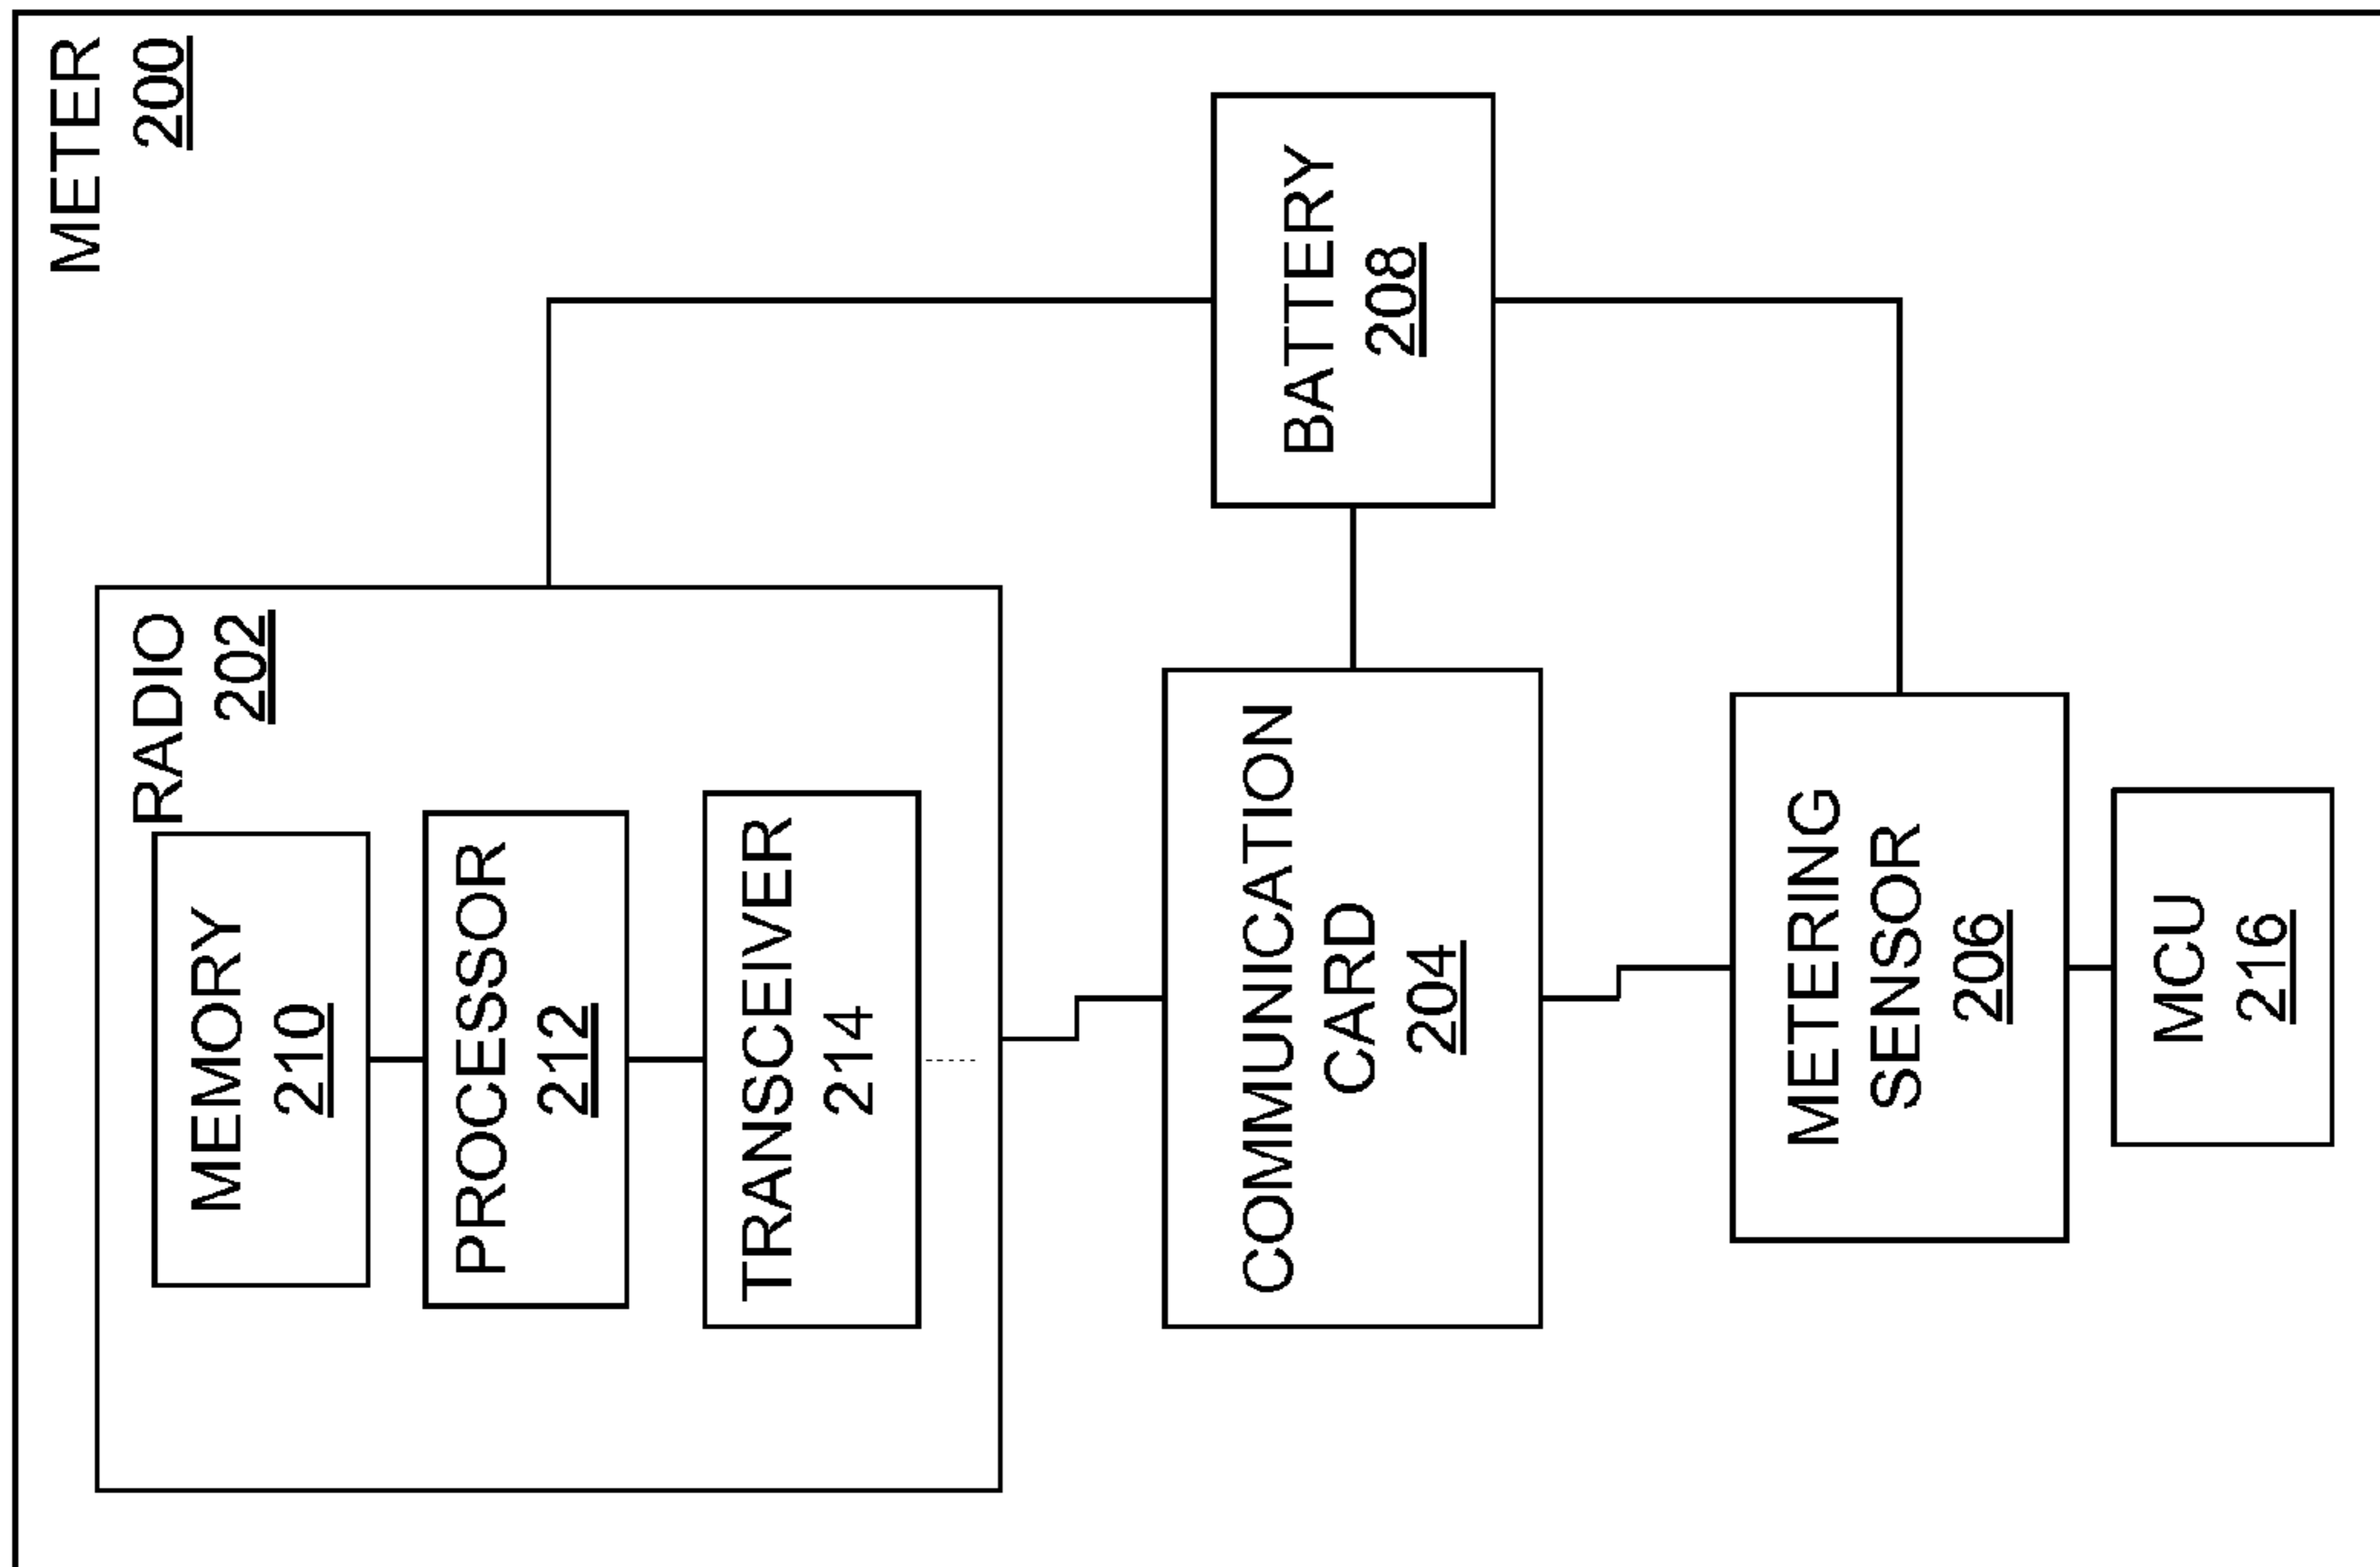 METER
200
RADIO
202
MEMORY
210
PROCESSOR
212
TRANSCEIVER
214
COMMUNICATION
CARD
204
BATTERY
208
METERING
SENSOR
206
MCU
216